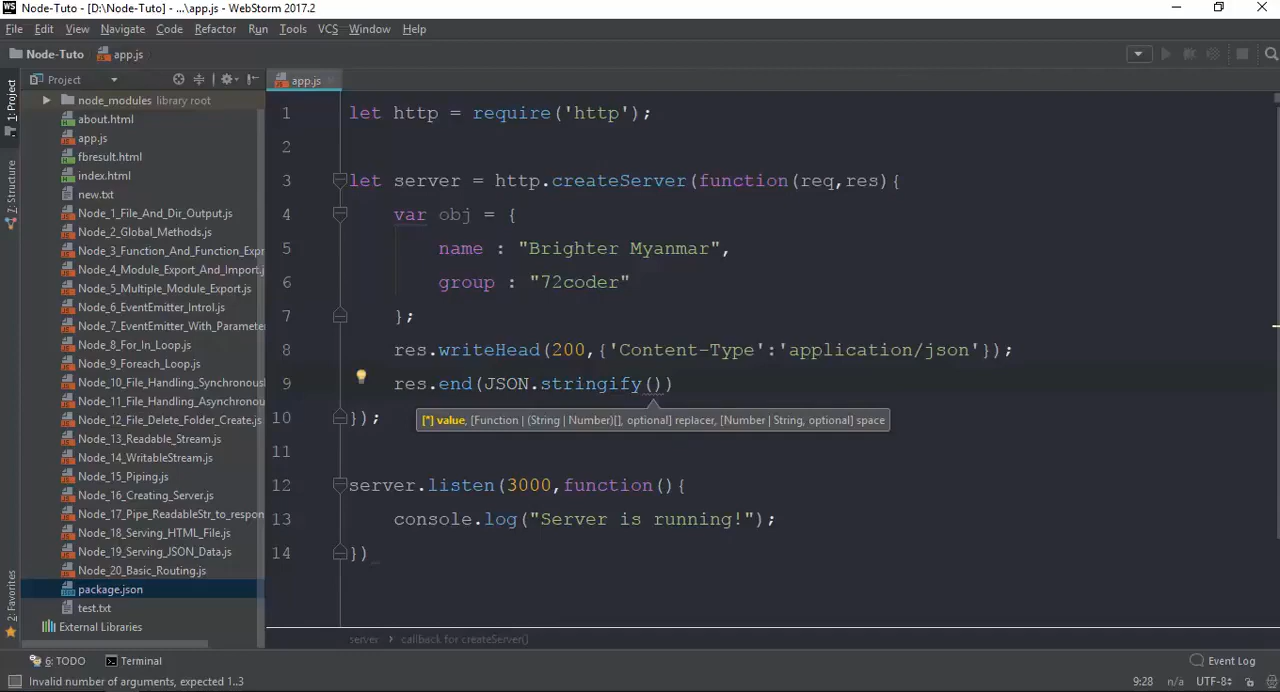 Node-Tuto - [D:\Node-Tuto] - ...\app.js - WebStorm 2017.2
File Edit View Navigate Code Refactor Run Tools VCS Window Help
Node-Tuto app.js
Project
app.js
1: Project
7: Structure
2: Favorites
node_modules library root
about.html
app.js
fbresult.html
index.html
new.txt
Node_1_File_And_Dir_Output.js
Node_2_Global_Methods.js
Node_3_Function_And_Function_Expr
Node_4_Module_Export_And_Import.j
Node_5_Multiple_Module_Export.js
Node_6_EventEmitter_Introl.js
Node_7_EventEmitter_With_Parameter
Node_8_For_In_Loop.js
Node_9_Foreach_Loop.js
Node_10_File_Handling_Synchronous
Node_11_File_Handling_Asynchronous
Node_12_File_Delete_Folder_Create.js
Node_13_Readable_Stream.js
Node_14_WritableStream.js
Node_15_Piping.js
Node_16_Creating_Server.js
Node_17_Pipe_ReadableStr_to_respon
Node_18_Serving_HTML_File.js
Node_19_Serving_JSON_Data.js
Node_20_Basic_Routing.js
package.json
test.txt
External Libraries
1 let http = require('http');
2
3 let server = http.createServer(function(req,res){
4 var obj = {
5 name : "Brighter Myanmar",
6 group : "72coder"
7 };
8 res.writeHead(200,{'Content-Type':'application/json'});
9 res.end(JSON.stringify())
[*] value, [Function | (String | Number)[], optional] replacer, [Number | String, optional] space
10 });
11
12 server.listen(3000,function(){
13 console.log("Server is running!");
14 })
server › callback for createServer()
6: TODO Terminal Event Log
Invalid number of arguments, expected 1..3 9:28 n/a UTF-8